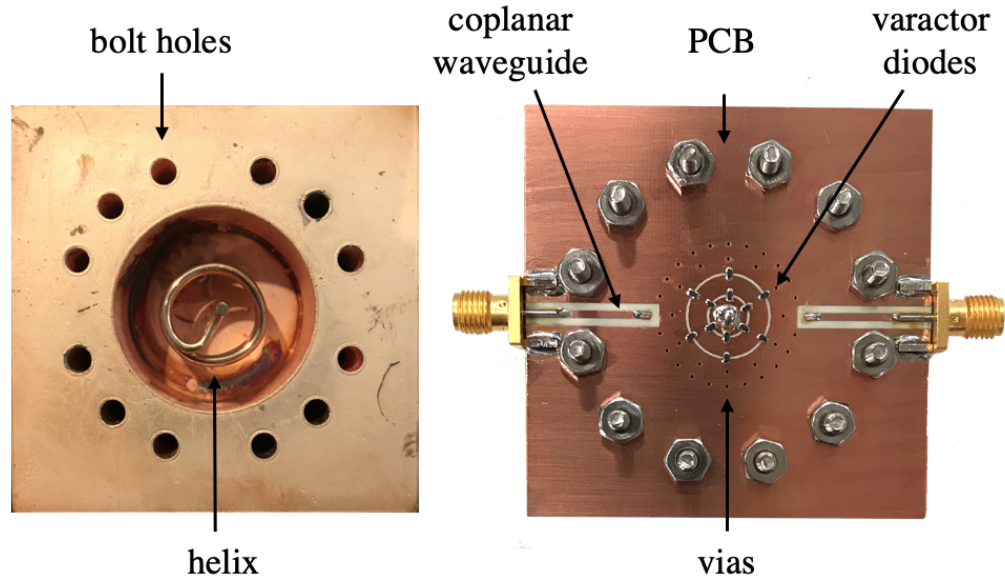 bolt holes
coplanar
waveguide
PCB
varactor
diodes
helix
vias